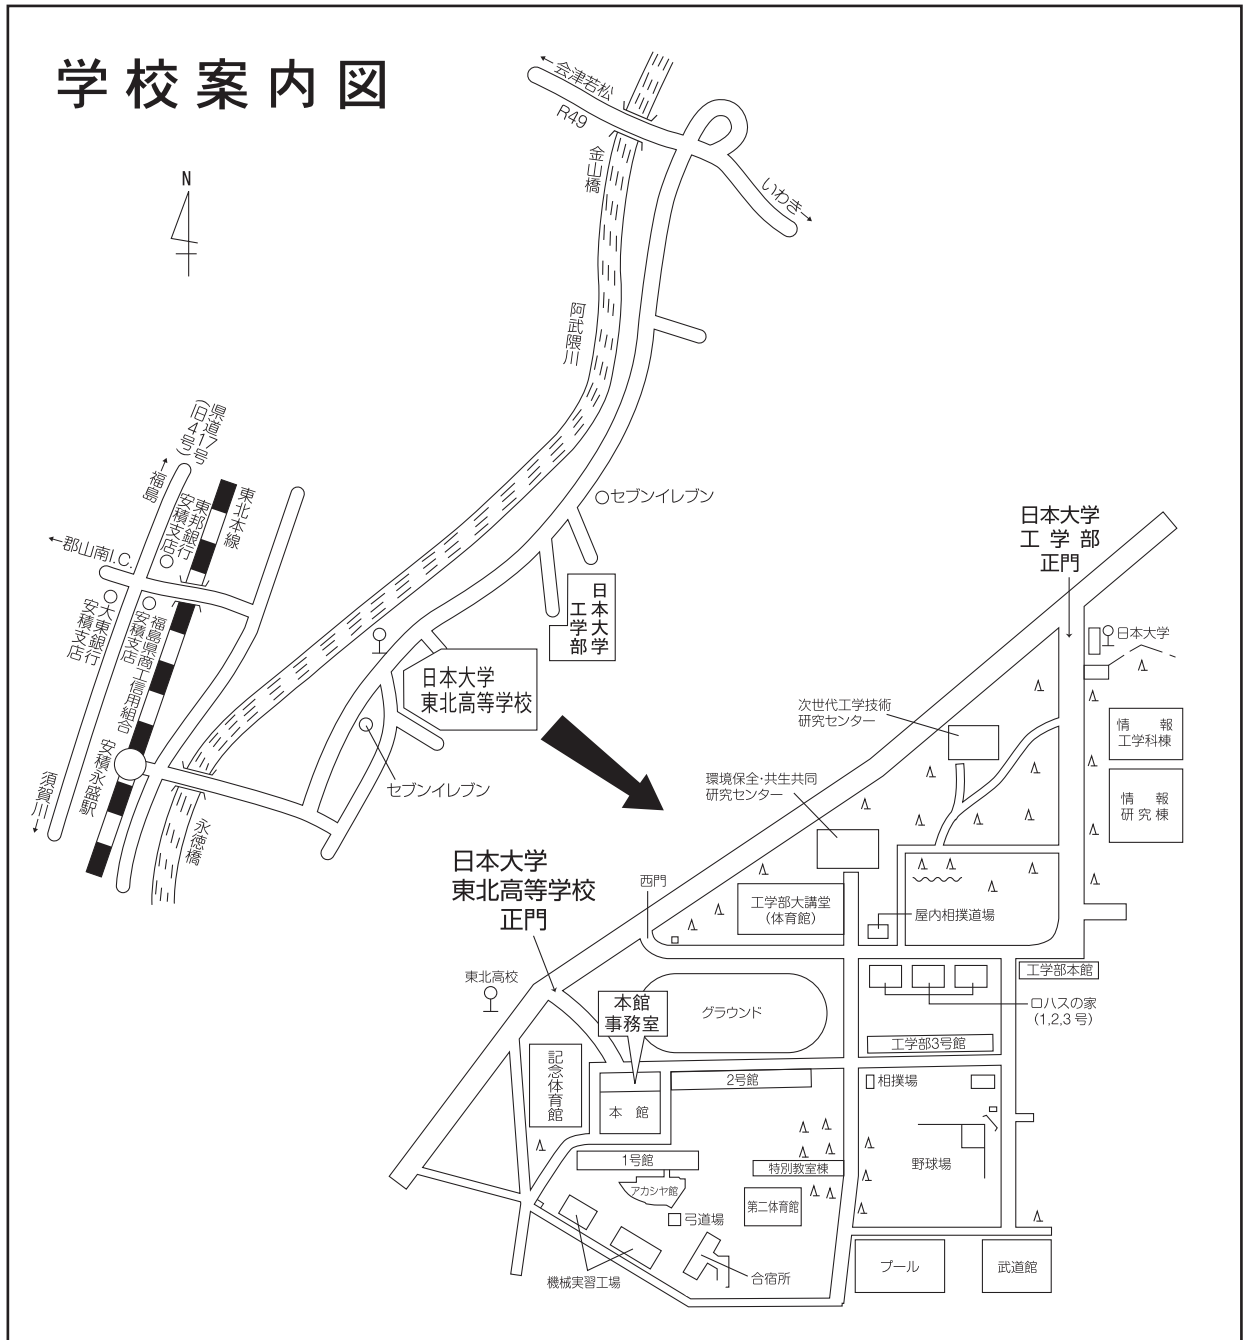 学校案内図
N
←会津若松
R49
金山橋
いわき→
阿武隈川
県道17号
(旧4号)
←福島
東北本線
東邦銀行
安積支店
←郡山南I.C.
大東銀行
安積支店
福島県商工信用組合
安積支店
安積永盛駅
須賀川→
永徳橋
セブンイレブン
日本大学
工学部
日本大学
東北高等学校
セブンイレブン
日本大学
工学部
正門
日本大学
次世代工学技術
研究センター
情報
工学科棟
環境保全・共生共同
研究センター
情報
研究棟
日本大学
東北高等学校
正門
西門
工学部大講堂
(体育館)
屋内相撲道場
東北高校
本館
事務室
グラウンド
工学部本館
ロハスの家
(1,2,3号)
工学部3号館
記念体育館
2号館
相撲場
本館
1号館
特別教室棟
野球場
アカシヤ館
第二体育館
弓道場
機械実習工場
合宿所
プール
武道館